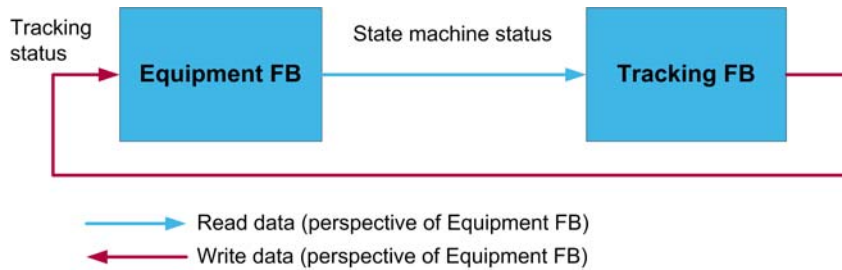 Tracking
status
State machine status
Equipment FB
Tracking FB
Read data (perspective of Equipment FB)
Write data (perspective of Equipment FB)